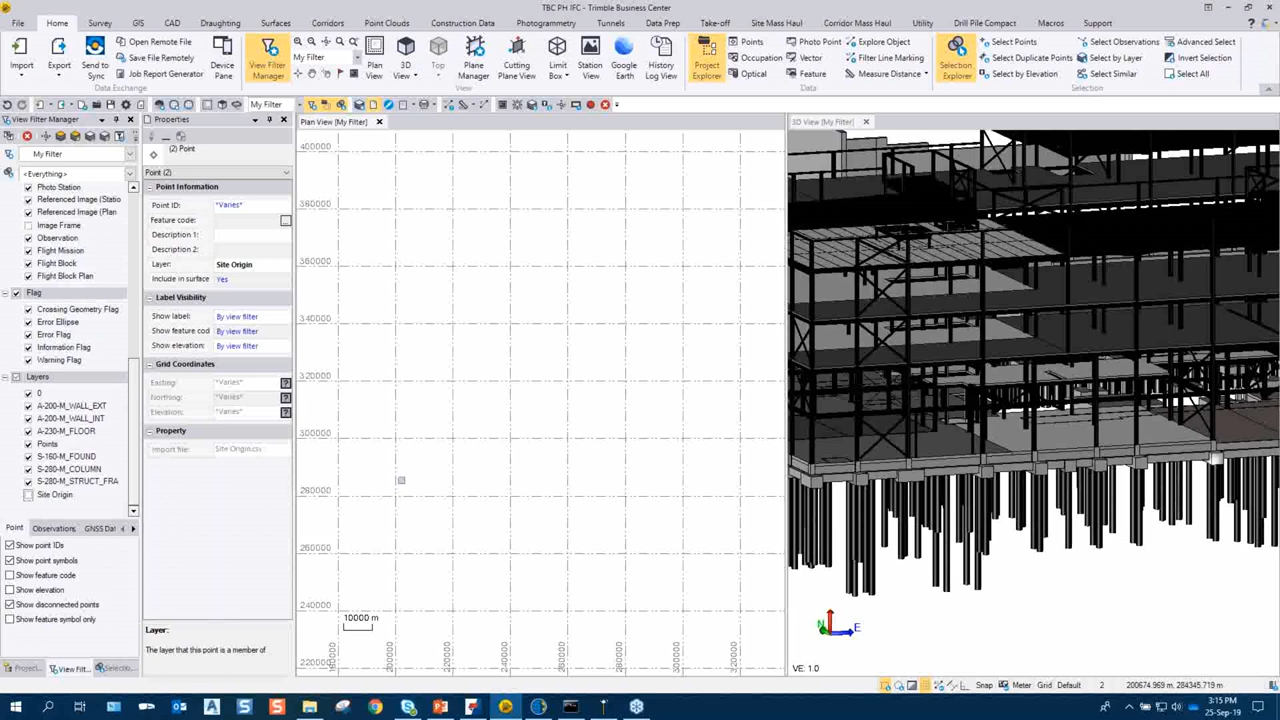 TBC PH IFC - Trimble Business Center
File Home GIS CAD Draughting Surfaces Corridors Point Clouds Construction Data Photogrammetry Tunnels Data Prep Take-off Site Mass Haul Corridor Mass Haul Utility Drill Pile Compact Macros Support
Import Export Send to Sync Open Remote File Save File Remotely Job Report Generator Device Pane
Data Exchange
View Filter Manager My Filter Plan View 3D View Top Plane Manager Cutting Plane View Limit Box Station View Google Earth History Log View
View
Project Explorer Points Occupation Optical Photo Point Vector Feature Explore Object Filter Line Marking Measure Distance
Data
Selection Explorer Select Points Select Duplicate Points Select by Elevation Select Observations Select by Layer Select Similar Advanced Select Invert Selection Select All
Selection
My Filter
View Filter Manager
My Filter
<Everything>
Photo Station
Referenced Image (Statio
Referenced Image (Plan
Image Frame
Observation
Flight Mission
Flight Block
Flight Block Plan
Flag
Crossing Geometry Flag
Error Ellipse
Error Flag
Information Flag
Warning Flag
Layers
0
A-200-M_WALL_EXT
A-200-M_WALL_INT
A-230-M_FLOOR
Points
S-160-M_FOUND
S-280-M_COLUMN
S-280-M_STRUCT_FRA
Site Origin
Point Observations GNSS Dat
Show point IDs
Show point symbols
Show feature code
Show elevation
Show disconnected points
Show feature symbol only
Projec... View Filt... Selectio...
Properties
(2) Point
Point (2)
Point Information
Point ID: *Varies*
Feature code:
Description 1:
Description 2:
Layer: Site Origin
Include in surface Yes
Label Visibility
Show label: By view filter
Show feature cod By view filter
Show elevation: By view filter
Grid Coordinates
Easting: *Varies*
Northing: *Varies*
Elevation: *Varies*
Property
Import file: Site Origin.csv
Layer:
The layer that this point is a member of
Plan View [My Filter]
400000
380000
360000
340000
320000
300000
280000
260000
240000
220000
10000 m
220000
240000
260000
280000
300000
320000
3D View [My Filter]
N E
VE: 1.0
Snap Meter Grid Default 2 200674.969 m, 284345.719 m
3:15 PM
25-Sep-19